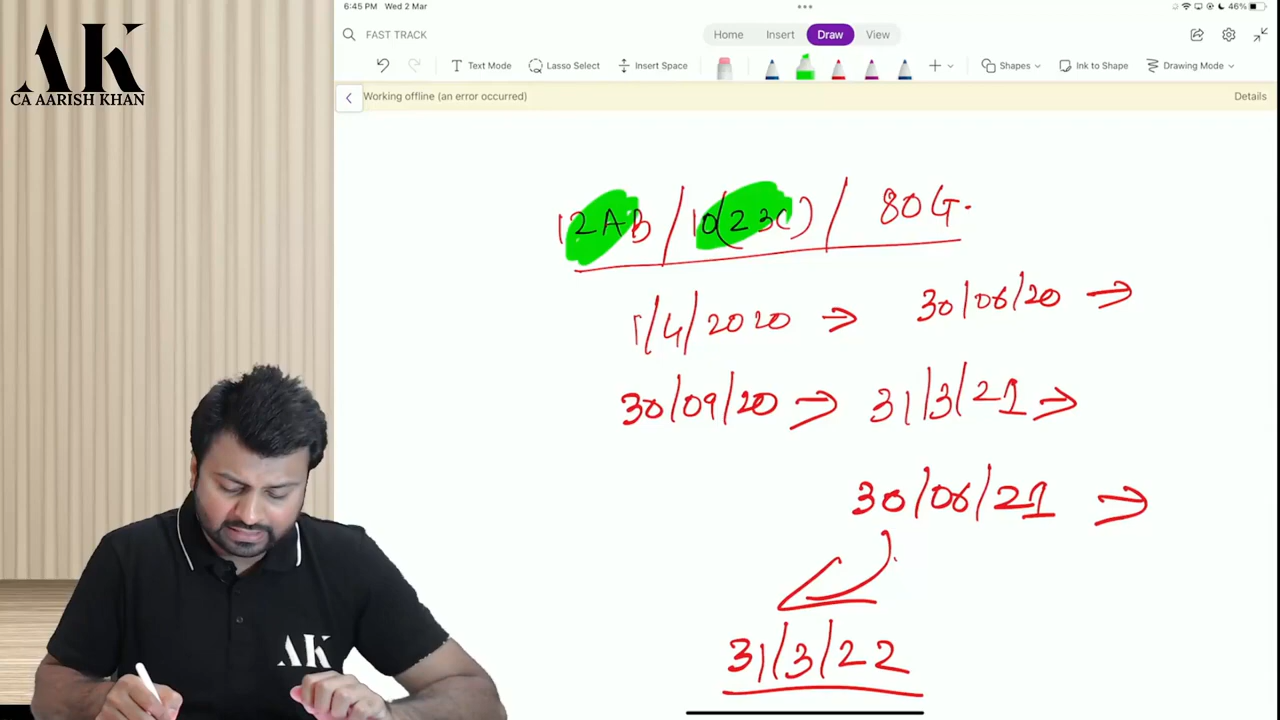 6:45 PM Wed 2 Mar
46%
AK
CA AARISH KHAN
FAST TRACK
Home Insert Draw View
Text Mode Lasso Select Insert Space Shapes Ink to Shape Drawing Mode
Working offline (an error occurred) Details
12AB / 10(23C) / 80G.
1/4/2020 ⇒ 30/06/20 ⇒
30/09/20 ⇒ 31/3/21 ⇒
30/06/21 ⇒
31/3/22
AK